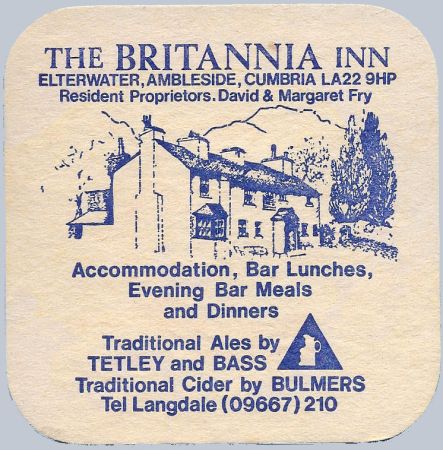 THE BRITANNIA INN
ELTERWATER, AMBLESIDE, CUMBRIA LA22 9HP
Resident Proprietors. David & Margaret Fry
Accommodation, Bar Lunches,
Evening Bar Meals
and Dinners
Traditional Ales by
TETLEY and BASS
Traditional Cider by BULMERS
Tel Langdale (09667) 210